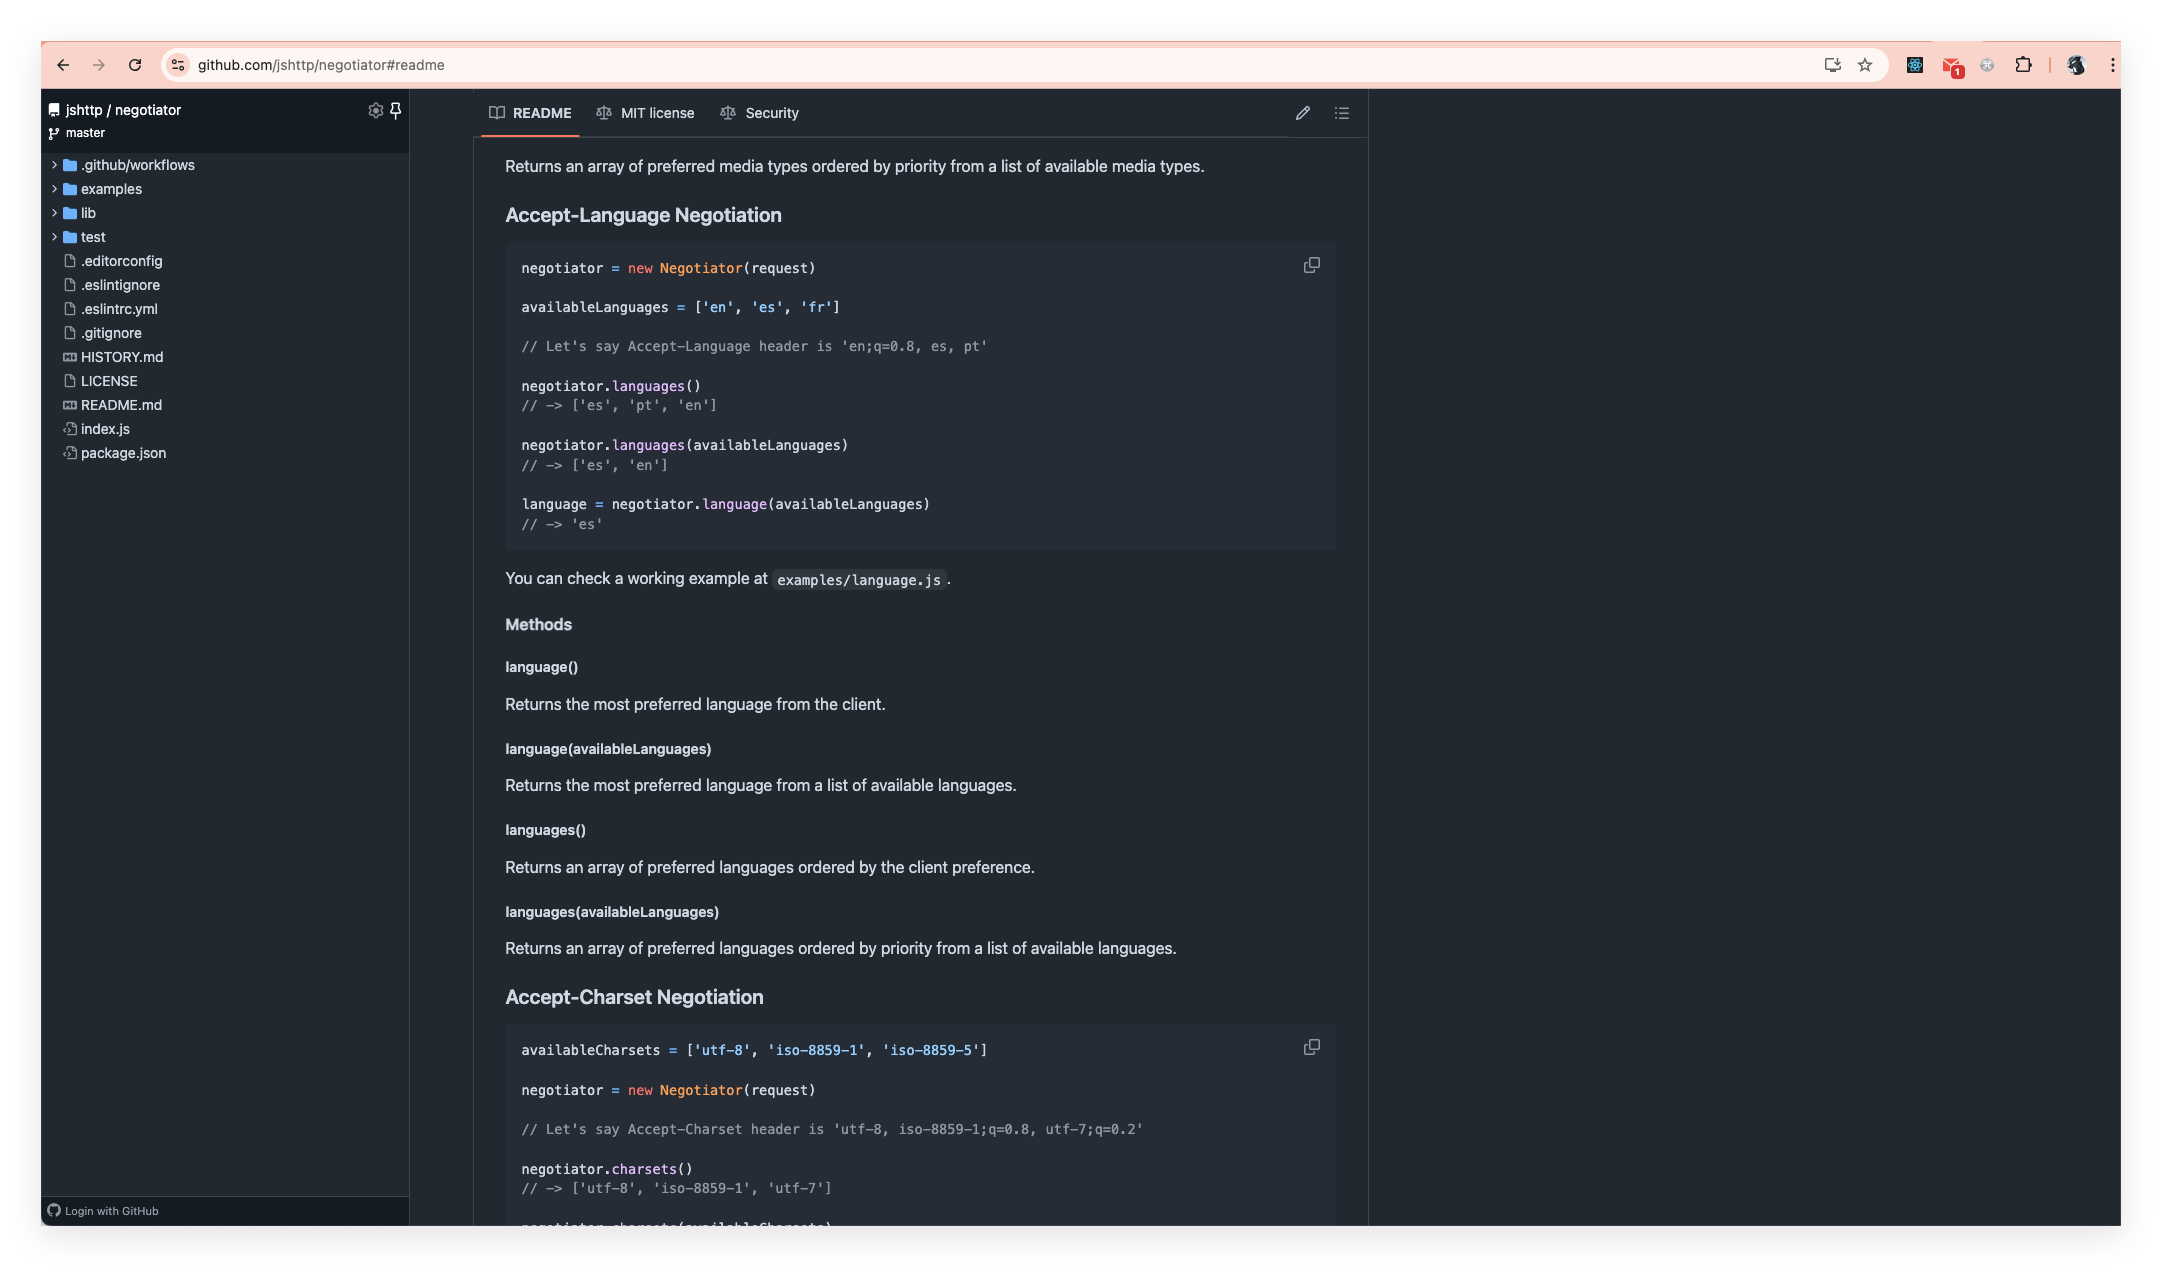 github.com/jshttp/negotiator#readme
1
jshttp / negotiator
master
.github/workflows
examples
lib
test
.editorconfig
.eslintignore
.eslintrc.yml
.gitignore
HISTORY.md
LICENSE
README.md
index.js
package.json
Login with GitHub
README
MIT license
Security
Returns an array of preferred media types ordered by priority from a list of available media types.
Accept-Language Negotiation
negotiator = new Negotiator(request)
availableLanguages = ['en', 'es', 'fr']
// Let's say Accept-Language header is 'en;q=0.8, es, pt'
negotiator.languages()
// -> ['es', 'pt', 'en']
negotiator.languages(availableLanguages)
// -> ['es', 'en']
language = negotiator.language(availableLanguages)
// -> 'es'
You can check a working example at examples/language.js.
Methods
language()
Returns the most preferred language from the client.
language(availableLanguages)
Returns the most preferred language from a list of available languages.
languages()
Returns an array of preferred languages ordered by the client preference.
languages(availableLanguages)
Returns an array of preferred languages ordered by priority from a list of available languages.
Accept-Charset Negotiation
availableCharsets = ['utf-8', 'iso-8859-1', 'iso-8859-5']
negotiator = new Negotiator(request)
// Let's say Accept-Charset header is 'utf-8, iso-8859-1;q=0.8, utf-7;q=0.2'
negotiator.charsets()
// -> ['utf-8', 'iso-8859-1', 'utf-7']